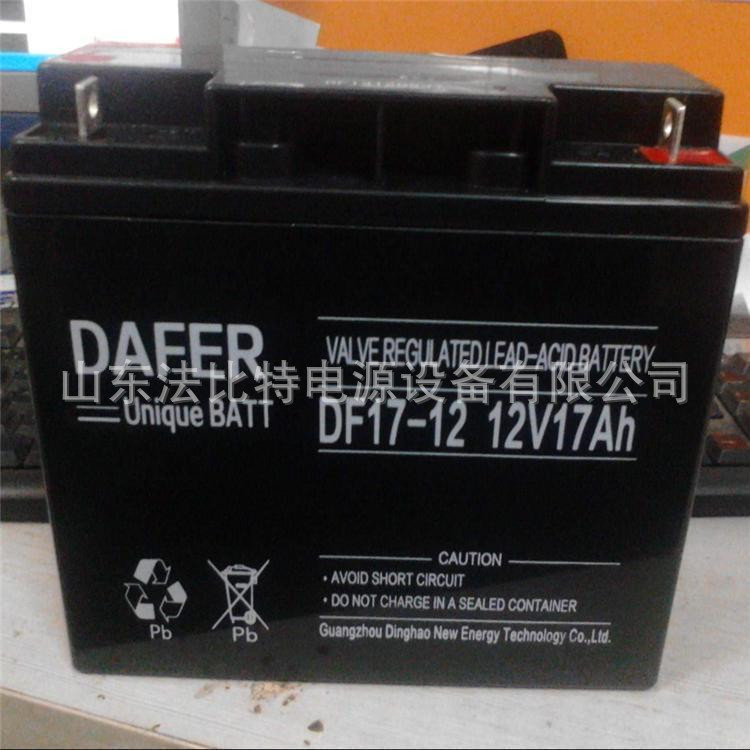 DAFER
Unique BATT
VALVE REGULATED LEAD-ACID BATTERY
DF17-12 12V17Ah
山东法比特电源设备有限公司
CAUTION
• AVOID SHORT CIRCUIT
• DO NOT CHARGE IN A SEALED CONTAINER
Guangzhou Dinghao New Energy Technology Co.,Ltd.
Pb
Pb